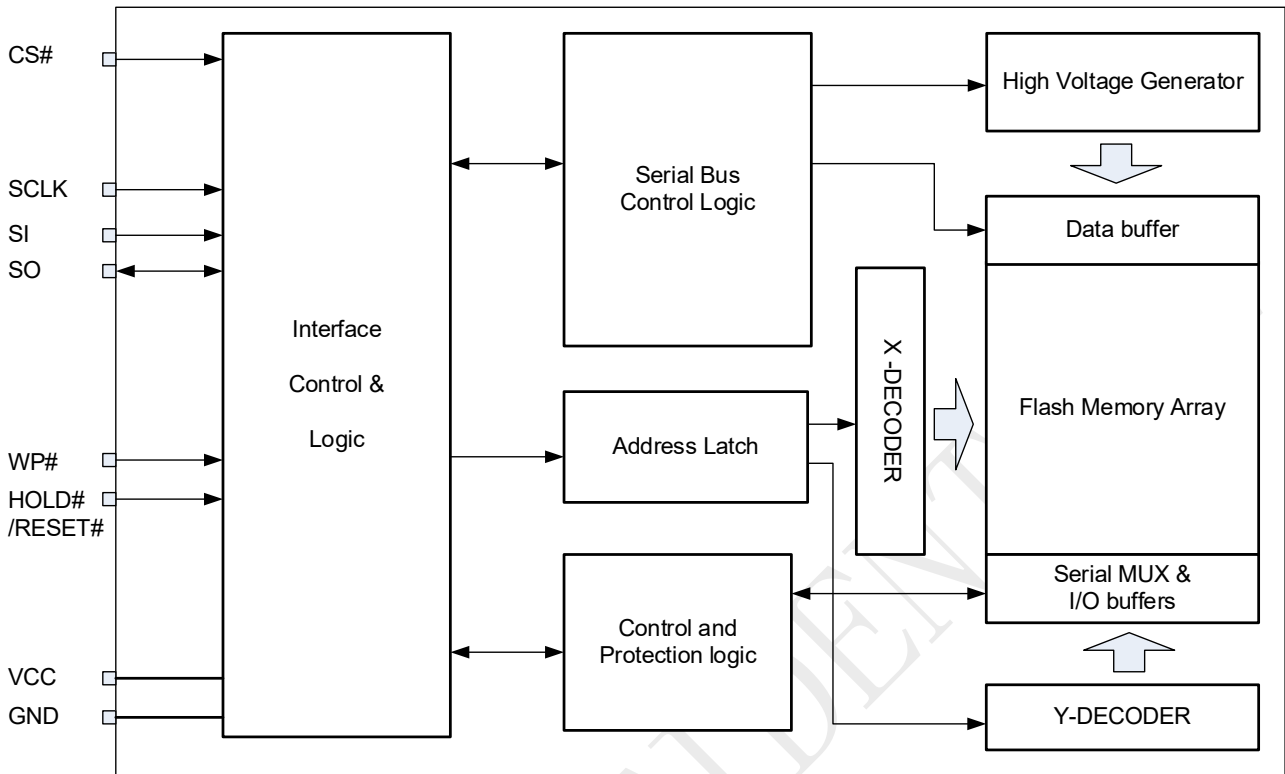 CS#
SCLK
SI
SO
WP#
HOLD#
/RESET#
VCC
GND
Interface
Control &
Logic
Serial Bus
Control Logic
Address Latch
Control and
Protection logic
X -DECODER
High Voltage Generator
Data buffer
Flash Memory Array
Serial MUX &
I/O buffers
Y-DECODER